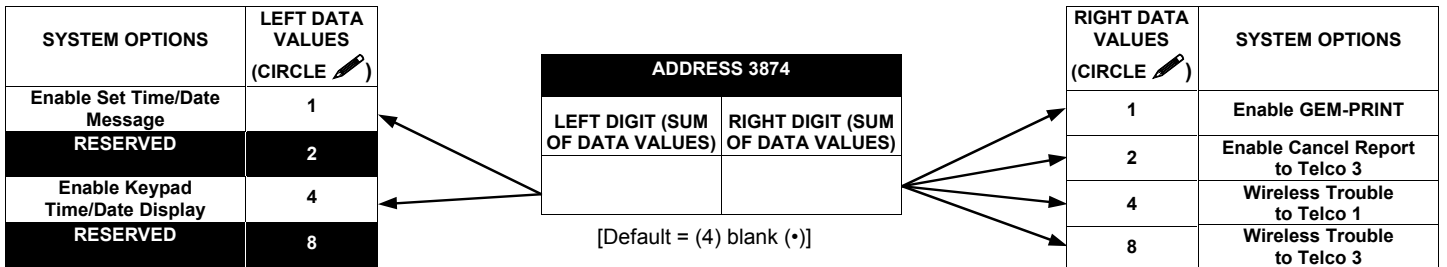 SYSTEM OPTIONS
LEFT DATA
VALUES
(CIRCLE ✎)
Enable Set Time/Date
Message
1
RESERVED
2
Enable Keypad
Time/Date Display
4
RESERVED
8
ADDRESS 3874
LEFT DIGIT (SUM
OF DATA VALUES)
RIGHT DIGIT (SUM
OF DATA VALUES)
[Default = (4) blank (•)]
RIGHT DATA
VALUES
(CIRCLE ✎)
SYSTEM OPTIONS
1
Enable GEM-PRINT
2
Enable Cancel Report
to Telco 3
4
Wireless Trouble
to Telco 1
8
Wireless Trouble
to Telco 3